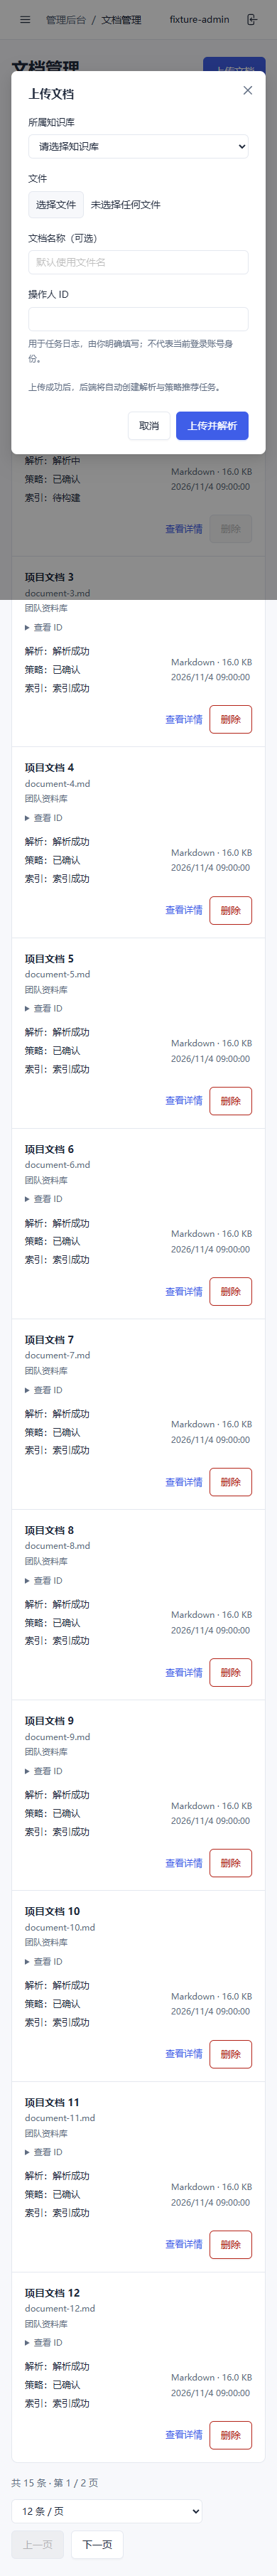 管理后台 / 文档管理
fixture-admin
文档管理
上传文档
上传文档
所属知识库
请选择知识库
文件
选择文件 未选择任何文件
文档名称（可选）
默认使用文件名
操作人 ID
用于任务日志，由你明确填写；不代表当前登录账号身
份。
上传成功后，后端将自动创建解析与策略推荐任务。
取消 上传并解析
解析：解析中
策略：已确认
索引：待构建
Markdown · 16.0 KB
2026/11/4 09:00:00
查看详情 删除
项目文档 3
document-3.md
团队资料库
查看 ID
解析：解析成功
策略：已确认
索引：索引成功
Markdown · 16.0 KB
2026/11/4 09:00:00
查看详情 删除
项目文档 4
document-4.md
团队资料库
查看 ID
解析：解析成功
策略：已确认
索引：索引成功
Markdown · 16.0 KB
2026/11/4 09:00:00
查看详情 删除
项目文档 5
document-5.md
团队资料库
查看 ID
解析：解析成功
策略：已确认
索引：索引成功
Markdown · 16.0 KB
2026/11/4 09:00:00
查看详情 删除
项目文档 6
document-6.md
团队资料库
查看 ID
解析：解析成功
策略：已确认
索引：索引成功
Markdown · 16.0 KB
2026/11/4 09:00:00
查看详情 删除
项目文档 7
document-7.md
团队资料库
查看 ID
解析：解析成功
策略：已确认
索引：索引成功
Markdown · 16.0 KB
2026/11/4 09:00:00
查看详情 删除
项目文档 8
document-8.md
团队资料库
查看 ID
解析：解析成功
策略：已确认
索引：索引成功
Markdown · 16.0 KB
2026/11/4 09:00:00
查看详情 删除
项目文档 9
document-9.md
团队资料库
查看 ID
解析：解析成功
策略：已确认
索引：索引成功
Markdown · 16.0 KB
2026/11/4 09:00:00
查看详情 删除
项目文档 10
document-10.md
团队资料库
查看 ID
解析：解析成功
策略：已确认
索引：索引成功
Markdown · 16.0 KB
2026/11/4 09:00:00
查看详情 删除
项目文档 11
document-11.md
团队资料库
查看 ID
解析：解析成功
策略：已确认
索引：索引成功
Markdown · 16.0 KB
2026/11/4 09:00:00
查看详情 删除
项目文档 12
document-12.md
团队资料库
查看 ID
解析：解析成功
策略：已确认
索引：索引成功
Markdown · 16.0 KB
2026/11/4 09:00:00
查看详情 删除
共 15 条 · 第 1 / 2 页
12 条 / 页
上一页 下一页